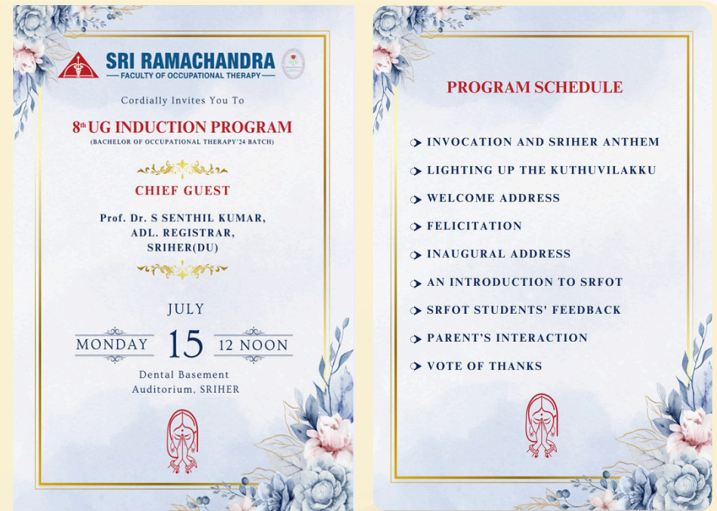 SRI RAMACHANDRA
FACULTY OF OCCUPATIONAL THERAPY
Cordially Invites You To
8th UG INDUCTION PROGRAM
(BACHELOR OF OCCUPATIONAL THERAPY'24 BATCH)
CHIEF GUEST
Prof. Dr. S SENTHIL KUMAR,
ADL. REGISTRAR,
SRIHER(DU)
JULY
MONDAY 15 12 NOON
Dental Basement
Auditorium, SRIHER
PROGRAM SCHEDULE
INVOCATION AND SRIHER ANTHEM
LIGHTING UP THE KUTHUVILAKKU
WELCOME ADDRESS
FELICITATION
INAUGURAL ADDRESS
AN INTRODUCTION TO SRFOT
SRFOT STUDENTS' FEEDBACK
PARENT'S INTERACTION
VOTE OF THANKS